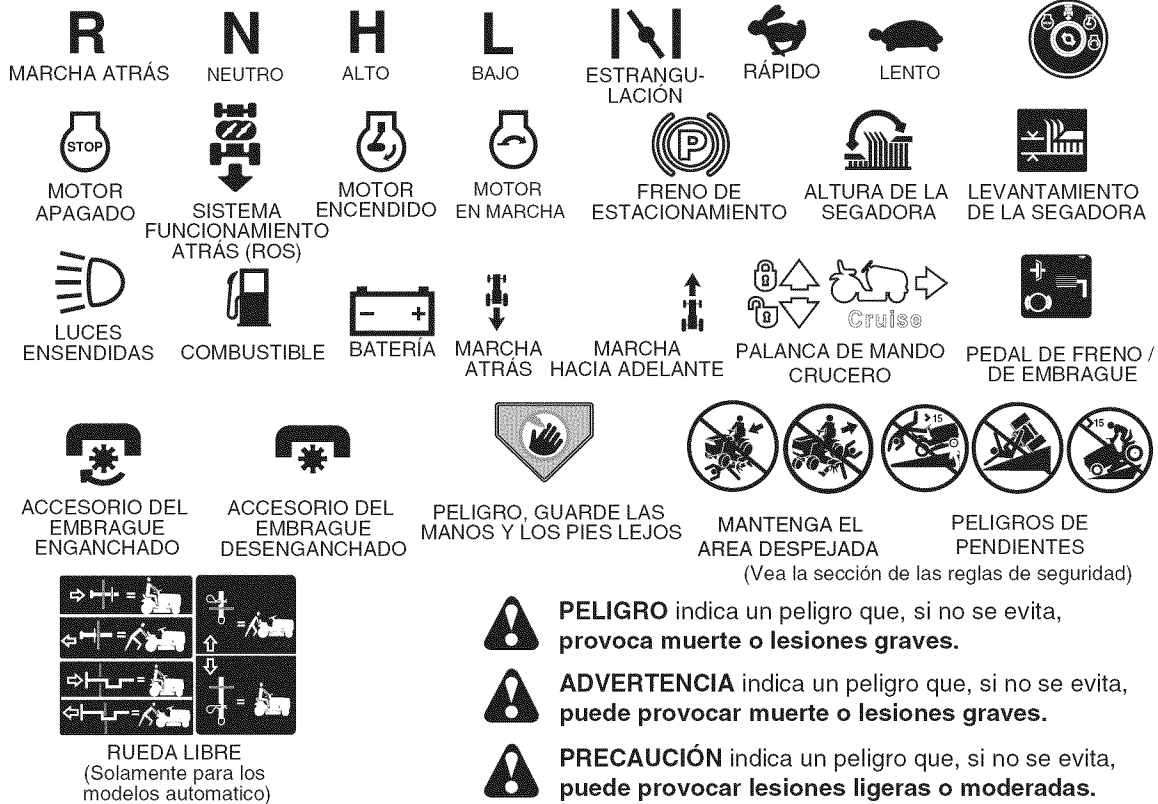 R
N
H
L
MARCHA ATRÁS
NEUTRO
ALTO
BAJO
ESTRANGU-
LACIÓN
RÁPIDO
LENTO
STOP
MOTOR
APAGADO
SISTEMA
FUNCIONAMIENTO
ATRÁS (ROS)
MOTOR
ENCENDIDO
MOTOR
EN MARCHA
P
FRENO DE
ESTACIONAMIENTO
ALTURA DE LA
SEGADORA
LEVANTAMIENTO
DE LA SEGADORA
LUCES
ENSENDIDAS
COMBUSTIBLE
- +
BATERÍA
MARCHA
ATRÁS
MARCHA
HACIA ADELANTE
Cruise
PALANCA DE MANDO
CRUCERO
PEDAL DE FRENO /
DE EMBRAGUE
ACCESORIO DEL
EMBRAGUE
ENGANCHADO
ACCESORIO DEL
EMBRAGUE
DESENGANCHADO
PELIGRO, GUARDE LAS
MANOS Y LOS PIES LEJOS
>15
>15
MANTENGA EL
AREA DESPEJADA
PELIGROS DE
PENDIENTES
(Vea la sección de las reglas de seguridad)
RUEDA LIBRE
(Solamente para los
modelos automatico)
PELIGRO indica un peligro que, si no se evita,
provoca muerte o lesiones graves.
ADVERTENCIA indica un peligro que, si no se evita,
puede provocar muerte o lesiones graves.
PRECAUCIÓN indica un peligro que, si no se evita,
puede provocar lesiones ligeras o moderadas.